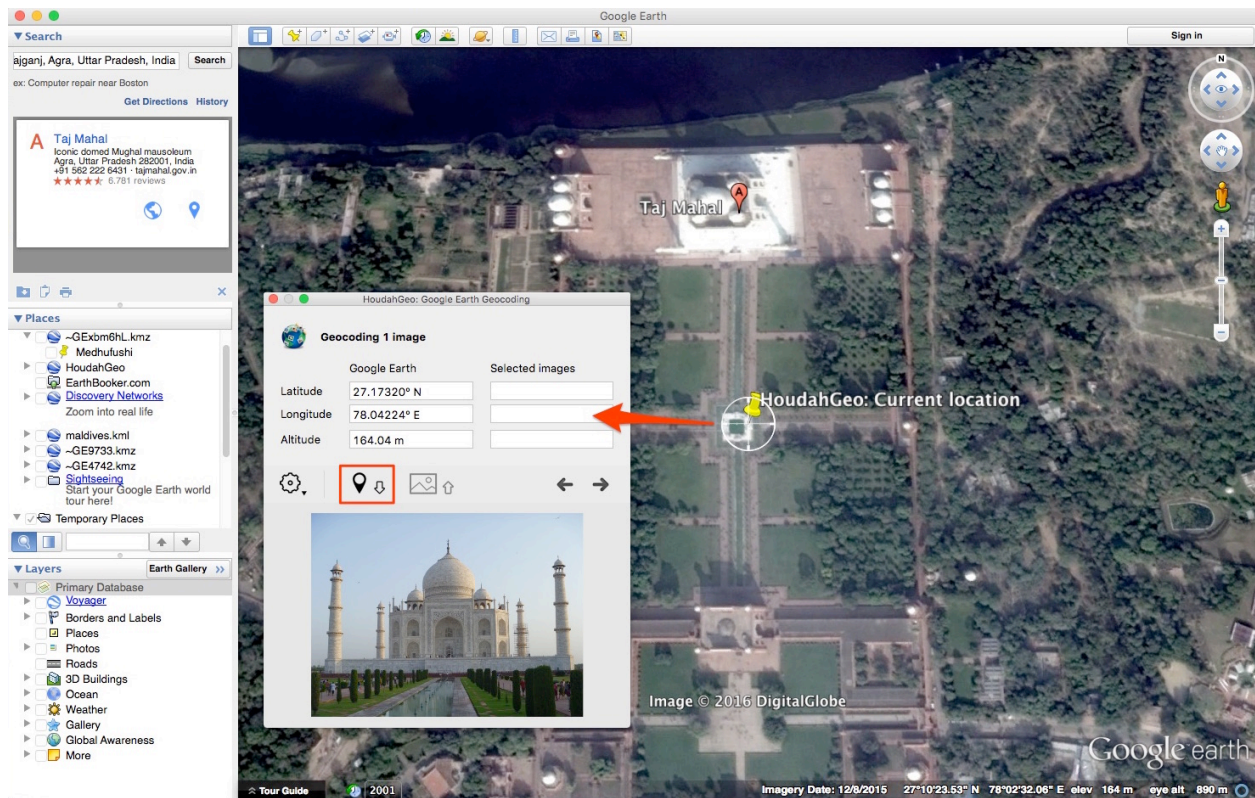 Google Earth
▼ Search
ajganj, Agra, Uttar Pradesh, India
Search
ex: Computer repair near Boston
Get Directions History
A
Taj Mahal
Iconic domed Mughal mausoleum
Agra, Uttar Pradesh 282001, India
+91 562 222 6431 · tajmahal.gov.in
6,781 reviews
▼ Places
~GExbm6hL.kmz
Medhufushi
HoudahGeo
EarthBooker.com
Discovery Networks
Zoom into real life
maldives.kml
~GE9733.kmz
~GE4742.kmz
Sightseeing
Start your Google Earth world
tour here!
Temporary Places
▼ Layers
Earth Gallery >>
Primary Database
Voyager
Borders and Labels
Places
Photos
Roads
3D Buildings
Ocean
Weather
Gallery
Global Awareness
More
Sign in
N
Taj Mahal
A
HoudahGeo: Current location
HoudahGeo: Google Earth Geocoding
Geocoding 1 image
Google Earth Selected images
Latitude 27.17320° N
Longitude 78.04224° E
Altitude 164.04 m
Image © 2016 DigitalGlobe
Google earth
Tour Guide
2001
Imagery Date: 12/8/2015 27°10'23.53" N 78°02'32.06" E elev 164 m eye alt 890 m